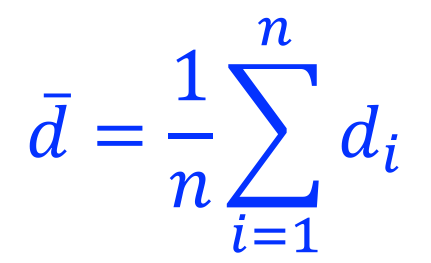 d̄ = 1/n ∑_{i=1}^{n} d_i